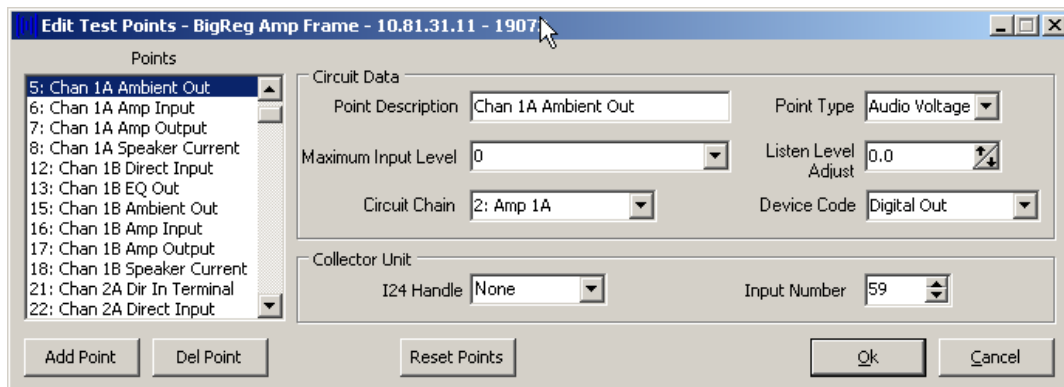 Edit Test Points - BigReg Amp Frame - 10.81.31.11 - 1907
Points
5: Chan 1A Ambient Out
6: Chan 1A Amp Input
7: Chan 1A Amp Output
8: Chan 1A Speaker Current
12: Chan 1B Direct Input
13: Chan 1B EQ Out
15: Chan 1B Ambient Out
16: Chan 1B Amp Input
17: Chan 1B Amp Output
18: Chan 1B Speaker Current
21: Chan 2A Dir In Terminal
22: Chan 2A Direct Input
Circuit Data
Point Description Chan 1A Ambient Out Point Type Audio Voltage
Maximum Input Level 0 Listen Level Adjust 0.0
Circuit Chain 2: Amp 1A Device Code Digital Out
Collector Unit
I24 Handle None Input Number 59
Add Point Del Point Reset Points Ok Cancel